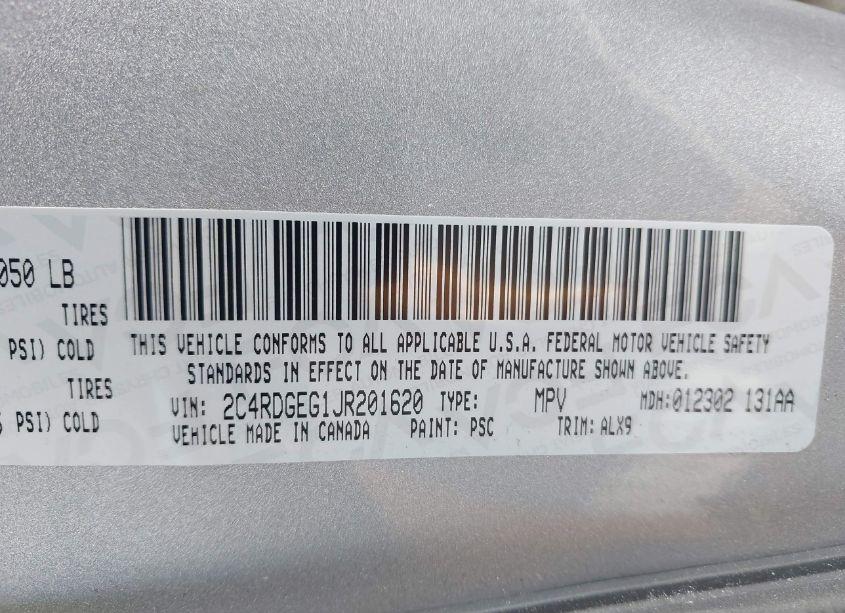 050 LB
TIRES
PSI) COLD
TIRES
PSI) COLD
THIS VEHICLE CONFORMS TO ALL APPLICABLE U.S.A. FEDERAL MOTOR VEHICLE SAFETY
STANDARDS IN EFFECT ON THE DATE OF MANUFACTURE SHOWN ABOVE.
VIN: 2C4RDGEG1JR201620 TYPE: MPV MDH:012302 131AA
VEHICLE MADE IN CANADA PAINT: PSC TRIM: ALX9